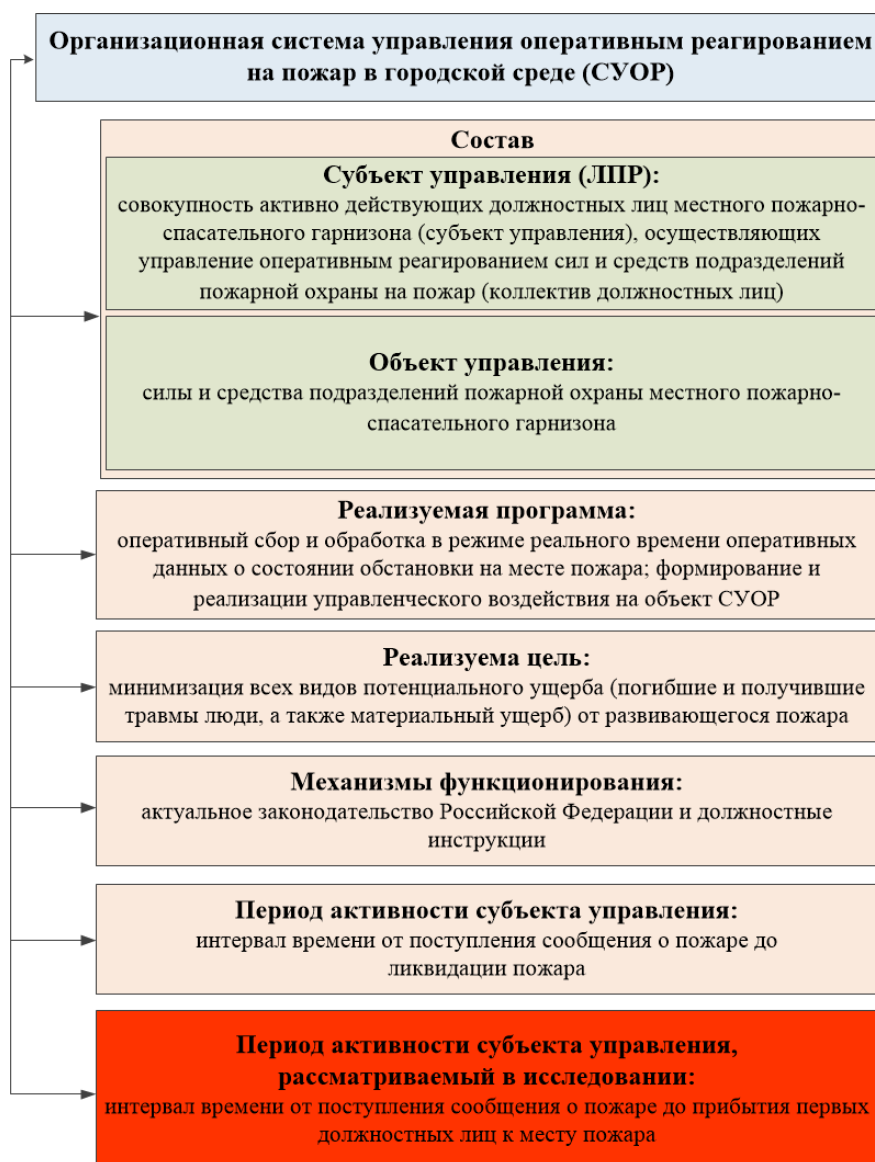 Организационная система управления оперативным реагированием
на пожар в городской среде (СУОР)
Состав
Субъект управления (ЛПР):
совокупность активно действующих должностных лиц местного пожарно-
спасательного гарнизона (субъект управления), осуществляющих
управление оперативным реагированием сил и средств подразделений
пожарной охраны на пожар (коллектив должностных лиц)
Объект управления:
силы и средства подразделений пожарной охраны местного пожарно-
спасательного гарнизона
Реализуемая программа:
оперативный сбор и обработка в режиме реального времени оперативных
данных о состоянии обстановки на месте пожара; формирование и
реализации управленческого воздействия на объект СУОР
Реализуема цель:
минимизация всех видов потенциального ущерба (погибшие и получившие
травмы люди, а также материальный ущерб) от развивающегося пожара
Механизмы функционирования:
актуальное законодательство Российской Федерации и должностные
инструкции
Период активности субъекта управления:
интервал времени от поступления сообщения о пожаре до
ликвидации пожара
Период активности субъекта управления,
рассматриваемый в исследовании:
интервал времени от поступления сообщения о пожаре до прибытия первых
должностных лиц к месту пожара